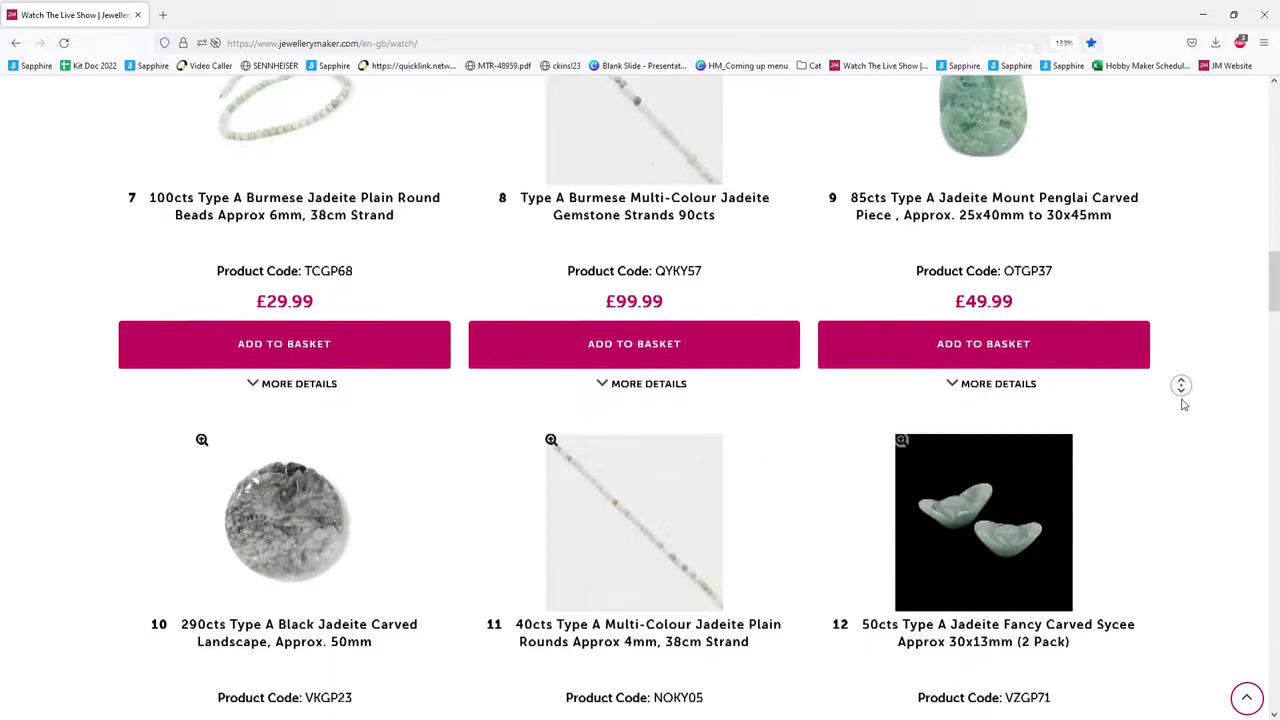 Watch The Live Show | Jeweller
https://www.jewellerymaker.com/en-gb/watch/
133%
Sapphire
Kit Doc 2022
Sapphire
Video Caller
SENNHEISER
Sapphire
https://quicklink.netw...
MTR-48959.pdf
ckins!23
Blank Slide - Presentat...
HM_Coming up menu
Cat
Watch The Live Show |...
Sapphire
Sapphire
Sapphire
Hobby Maker Schedul...
JM Website
7 100cts Type A Burmese Jadeite Plain Round
Beads Approx 6mm, 38cm Strand
Product Code: TCGP68
£29.99
ADD TO BASKET
MORE DETAILS
8 Type A Burmese Multi-Colour Jadeite
Gemstone Strands 90cts
Product Code: QYKY57
£99.99
ADD TO BASKET
MORE DETAILS
9 85cts Type A Jadeite Mount Penglai Carved
Piece , Approx. 25x40mm to 30x45mm
Product Code: OTGP37
£49.99
ADD TO BASKET
MORE DETAILS
10 290cts Type A Black Jadeite Carved
Landscape, Approx. 50mm
Product Code: VKGP23
11 40cts Type A Multi-Colour Jadeite Plain
Rounds Approx 4mm, 38cm Strand
Product Code: NOKY05
12 50cts Type A Jadeite Fancy Carved Sycee
Approx 30x13mm (2 Pack)
Product Code: VZGP71